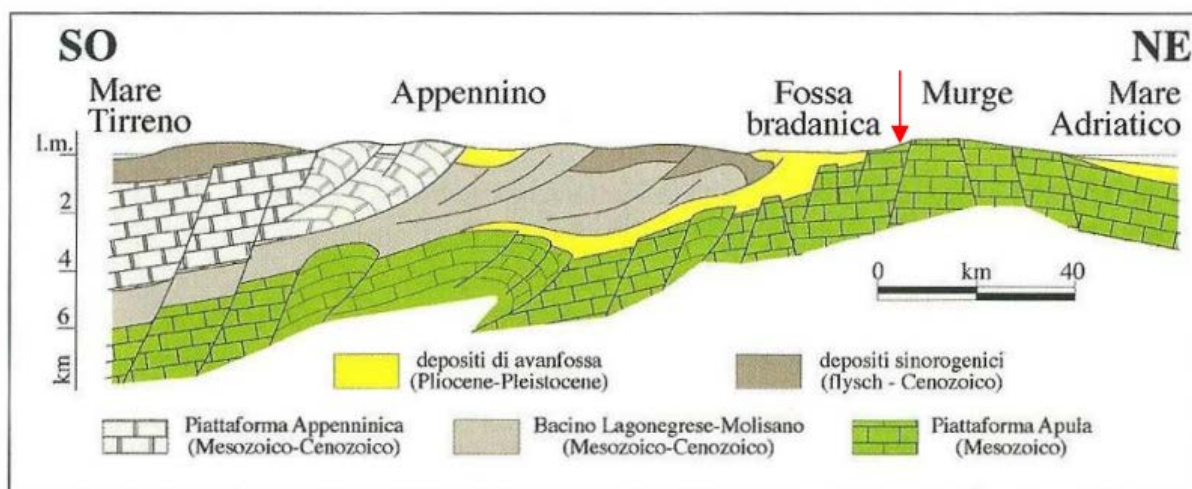 SO
NE
Mare
Tirreno
Appennino
Fossa
bradanica
Murge
Mare
Adriatico
l.m.
2
4
6
km
0 km 40
depositi di avanfossa
(Pliocene-Pleistocene)
depositi sinorogenici
(flysch - Cenozoico)
Piattaforma Appenninica
(Mesozoico-Cenozoico)
Bacino Lagonegrese-Molisano
(Mesozoico-Cenozoico)
Piattaforma Apula
(Mesozoico)